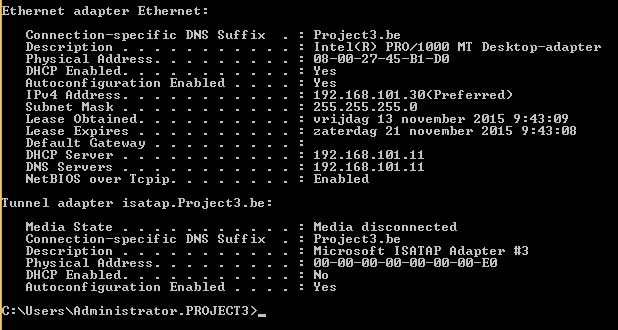 Ethernet adapter Ethernet:
Connection-specific DNS Suffix  . : Project3.be
Description . . . . . . . . . . . : Intel(R) PRO/1000 MT Desktop-adapter
Physical Address. . . . . . . . . : 08-00-27-45-B1-D0
DHCP Enabled. . . . . . . . . . . : Yes
Autoconfiguration Enabled . . . . : Yes
IPv4 Address. . . . . . . . . . . : 192.168.101.30(Preferred)
Subnet Mask . . . . . . . . . . . : 255.255.255.0
Lease Obtained. . . . . . . . . . : vrijdag 13 november 2015 9:43:09
Lease Expires . . . . . . . . . . : zaterdag 21 november 2015 9:43:08
Default Gateway . . . . . . . . . :
DHCP Server . . . . . . . . . . . : 192.168.101.11
DNS Servers . . . . . . . . . . . : 192.168.101.11
NetBIOS over Tcpip. . . . . . . . : Enabled
Tunnel adapter isatap.Project3.be:
Media State . . . . . . . . . . . : Media disconnected
Connection-specific DNS Suffix  . : Project3.be
Description . . . . . . . . . . . : Microsoft ISATAP Adapter #3
Physical Address. . . . . . . . . : 00-00-00-00-00-00-00-E0
DHCP Enabled. . . . . . . . . . . : No
Autoconfiguration Enabled . . . . : Yes
C:\Users\Administrator.PROJECT3>_